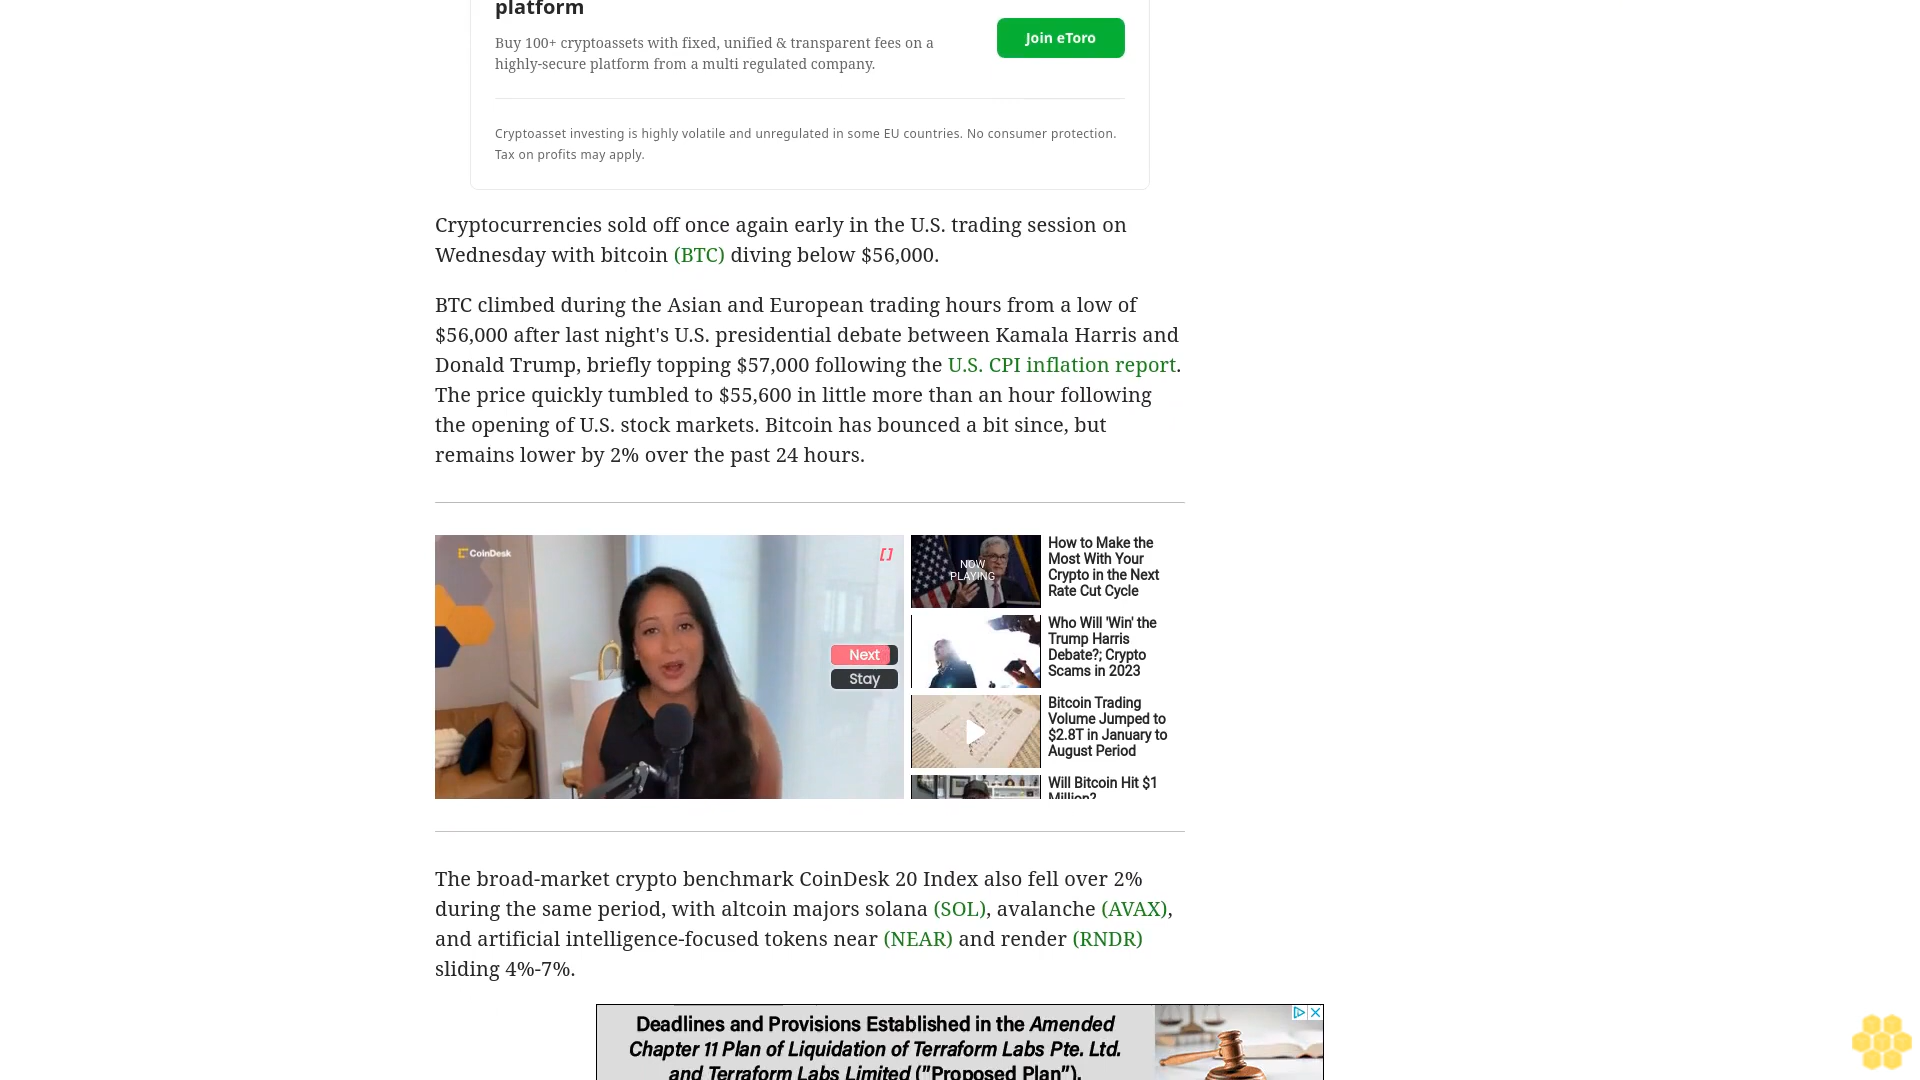 platform
Buy 100+ cryptoassets with fixed, unified & transparent fees on a
highly-secure platform from a multi regulated company.
Join eToro
Cryptoasset investing is highly volatile and unregulated in some EU countries. No consumer protection.
Tax on profits may apply.
Cryptocurrencies sold off once again early in the U.S. trading session on
Wednesday with bitcoin (BTC) diving below $56,000.
BTC climbed during the Asian and European trading hours from a low of
$56,000 after last night's U.S. presidential debate between Kamala Harris and
Donald Trump, briefly topping $57,000 following the U.S. CPI inflation report.
The price quickly tumbled to $55,600 in little more than an hour following
the opening of U.S. stock markets. Bitcoin has bounced a bit since, but
remains lower by 2% over the past 24 hours.
CoinDesk
Next
Stay
NOW
PLAYING
How to Make the
Most With Your
Crypto in the Next
Rate Cut Cycle
Who Will 'Win' the
Trump Harris
Debate?; Crypto
Scams in 2023
Bitcoin Trading
Volume Jumped to
$2.8T in January to
August Period
Will Bitcoin Hit $1
Million?
The broad-market crypto benchmark CoinDesk 20 Index also fell over 2%
during the same period, with altcoin majors solana (SOL), avalanche (AVAX),
and artificial intelligence-focused tokens near (NEAR) and render (RNDR)
sliding 4%-7%.
Deadlines and Provisions Established in the Amended
Chapter 11 Plan of Liquidation of Terraform Labs Pte. Ltd.
and Terraform Labs Limited ("Proposed Plan").